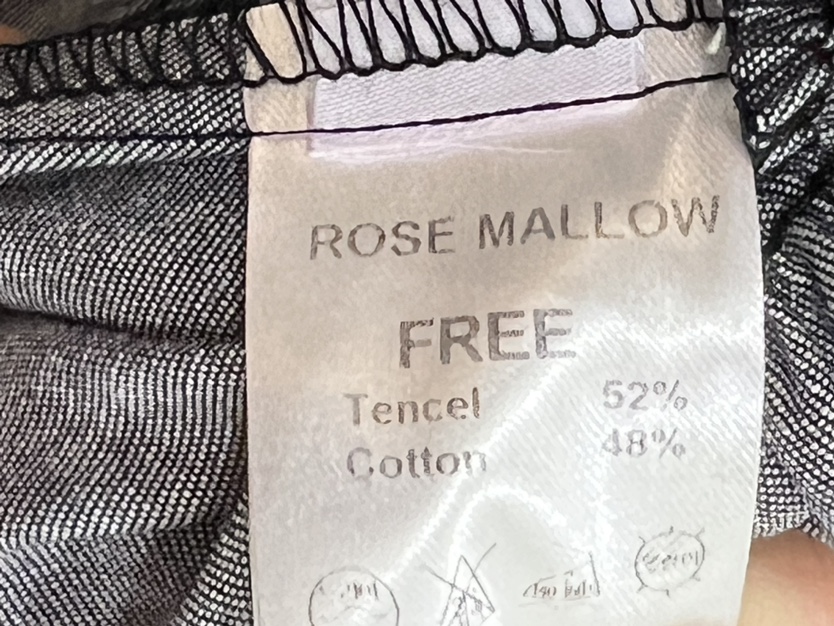 ROSE MALLOW
FREE
Tencel 52%
Cotton 48%